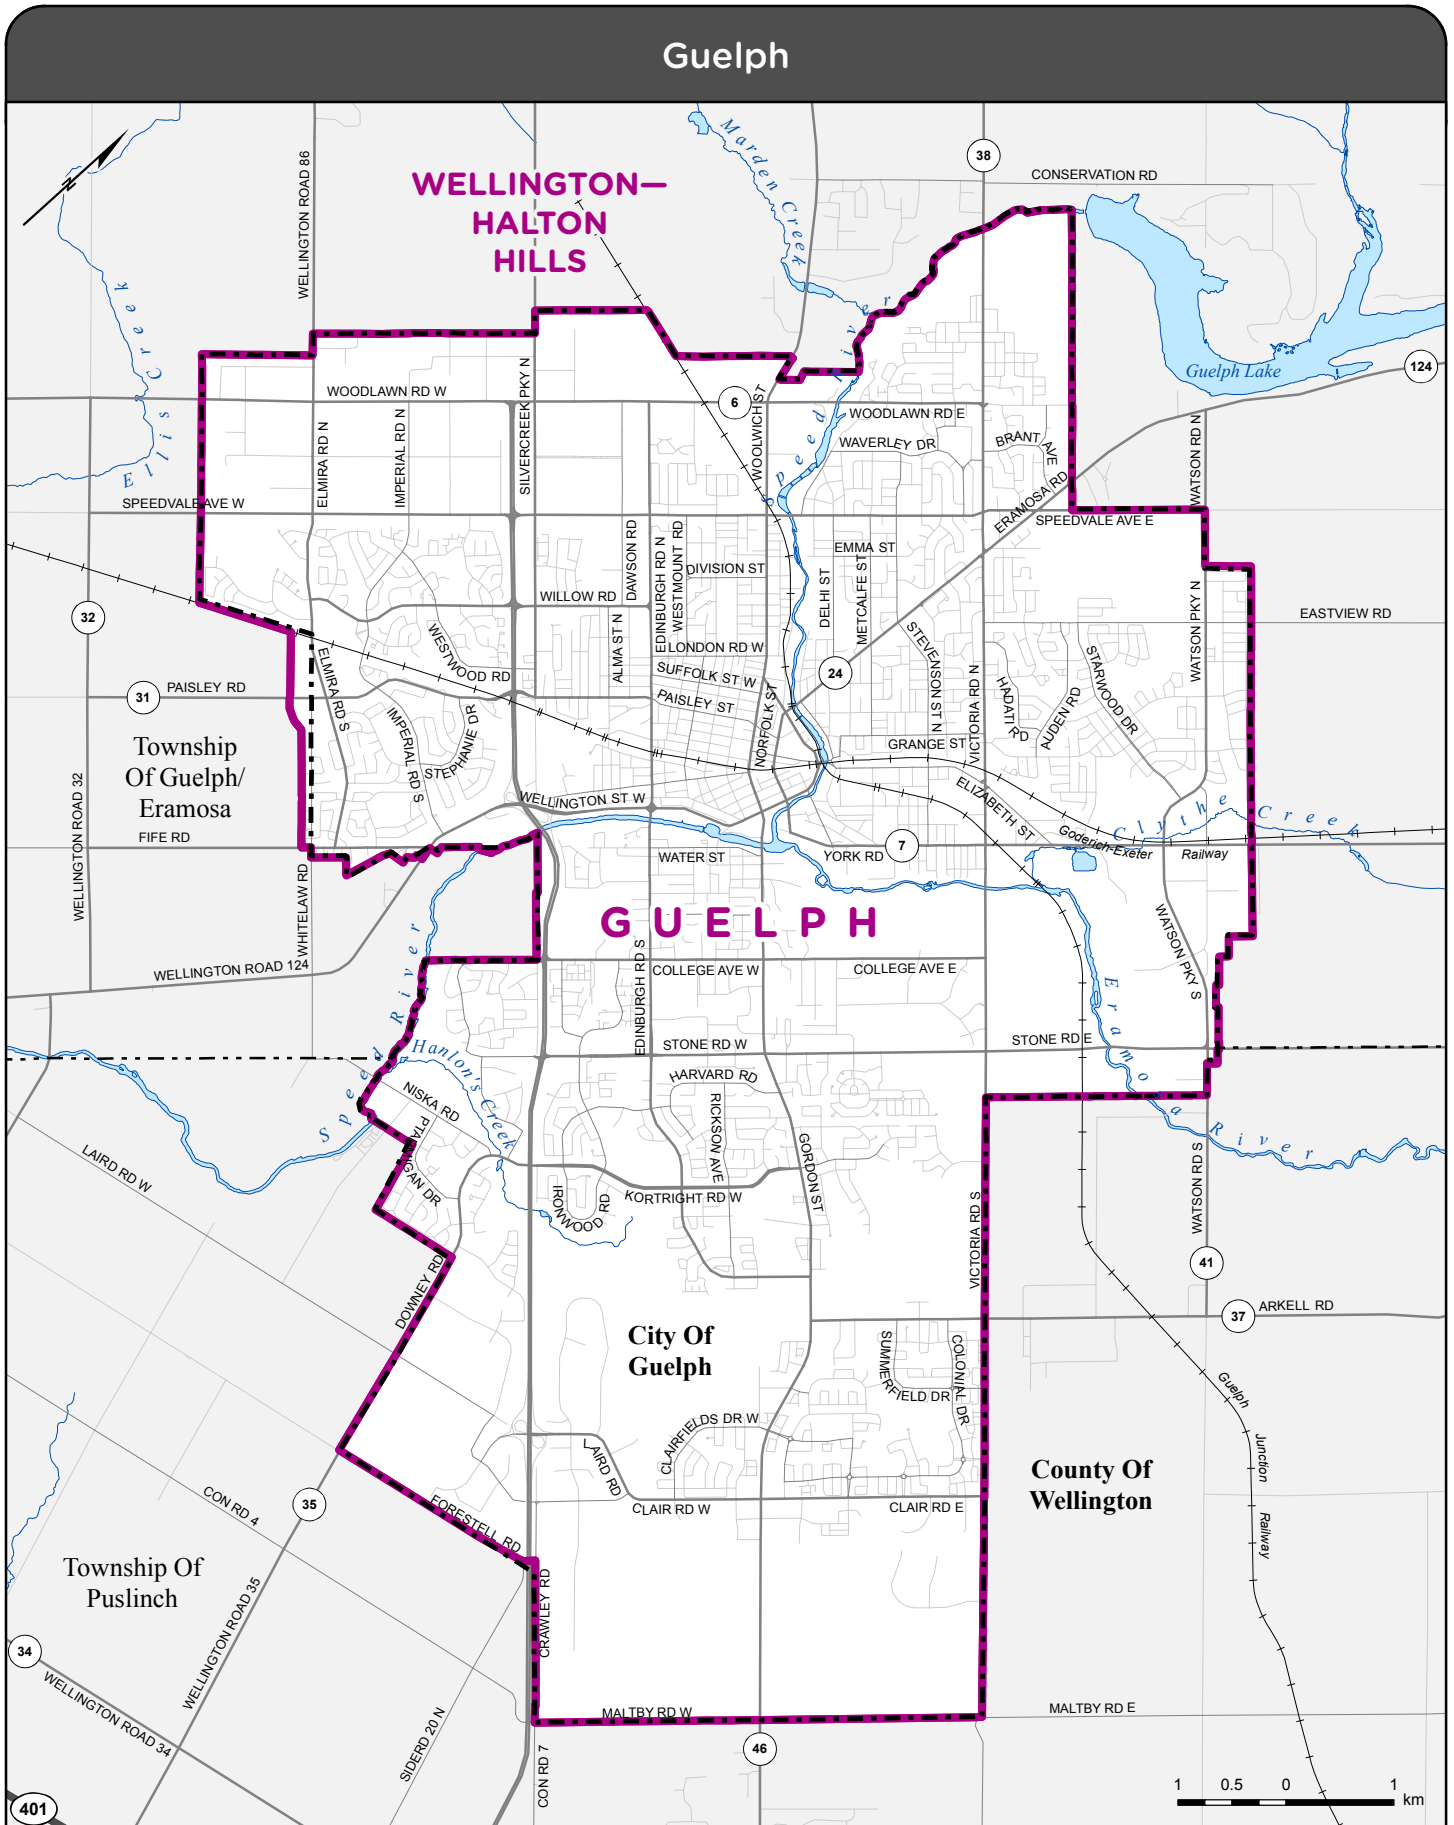 Guelph
N
WELLINGTON—
HALTON
HILLS
Marden Creek
38
CONSERVATION RD
WELLINGTON ROAD 86
Ellis Creek
Guelph Lake
124
WOODLAWN RD W
6
WOODLAWN RD E
WAVERLEY DR
BRANT AVE
ELMIRA RD N
IMPERIAL RD N
SILVERCREEK PKY N
WOOLWICH ST
Speed River
WATSON RD N
SPEEDVALE AVE W
ERAMOSA RD
SPEEDVALE AVE E
EMMA ST
DAWSON RD
EDINBURGH RD N
WESTMOUNT RD
DIVISION ST
DELHI ST
METCALFE ST
32
WILLOW RD
EASTVIEW RD
WATSON PKY N
WESTWOOD RD
ALMA ST N
LONDON RD W
SUFFOLK ST W
PAISLEY ST
24
STEVENSON ST N
VICTORIA RD N
HADATI RD
AUDEN RD
STARWOOD DR
31
PAISLEY RD
ELMIRA RD S
IMPERIAL RD S
STEPHANIE DR
NORFOLK ST
GRANGE ST
Township
Of Guelph/
Eramosa
WELLINGTON ROAD 32
WELLINGTON ST W
ELIZABETH ST
Clythe Creek
Goderich-Exeter Railway
FIFE RD
WATER ST
YORK RD
7
WHITELAW RD
GUELPH
WATSON PKY S
WELLINGTON ROAD 124
EDINBURGH RD S
COLLEGE AVE W
COLLEGE AVE E
Speed River
Eramosa River
Hanlon's Creek
STONE RD W
STONE RD E
NISKA RD
HARVARD RD
RICKSON AVE
PTARMIGAN DR
LAIRD RD W
GORDON ST
IRONWOOD RD
KORTRIGHT RD W
VICTORIA RD S
WATSON RD S
41
DOWNEY RD
37
ARKELL RD
City Of
Guelph
SUMMERFIELD DR
COLONIAL DR
Guelph Junction Railway
CLAIRFIELDS DR W
LAIRD RD
County Of
Wellington
CON RD 4
35
FORESTELL RD
CLAIR RD W
CLAIR RD E
Township Of
Puslinch
CRAWLEY RD
WELLINGTON ROAD 35
34
WELLINGTON ROAD 34
MALTBY RD W
MALTBY RD E
SIDERD 20 N
CON RD 7
46
401
1 0.5 0 1
km